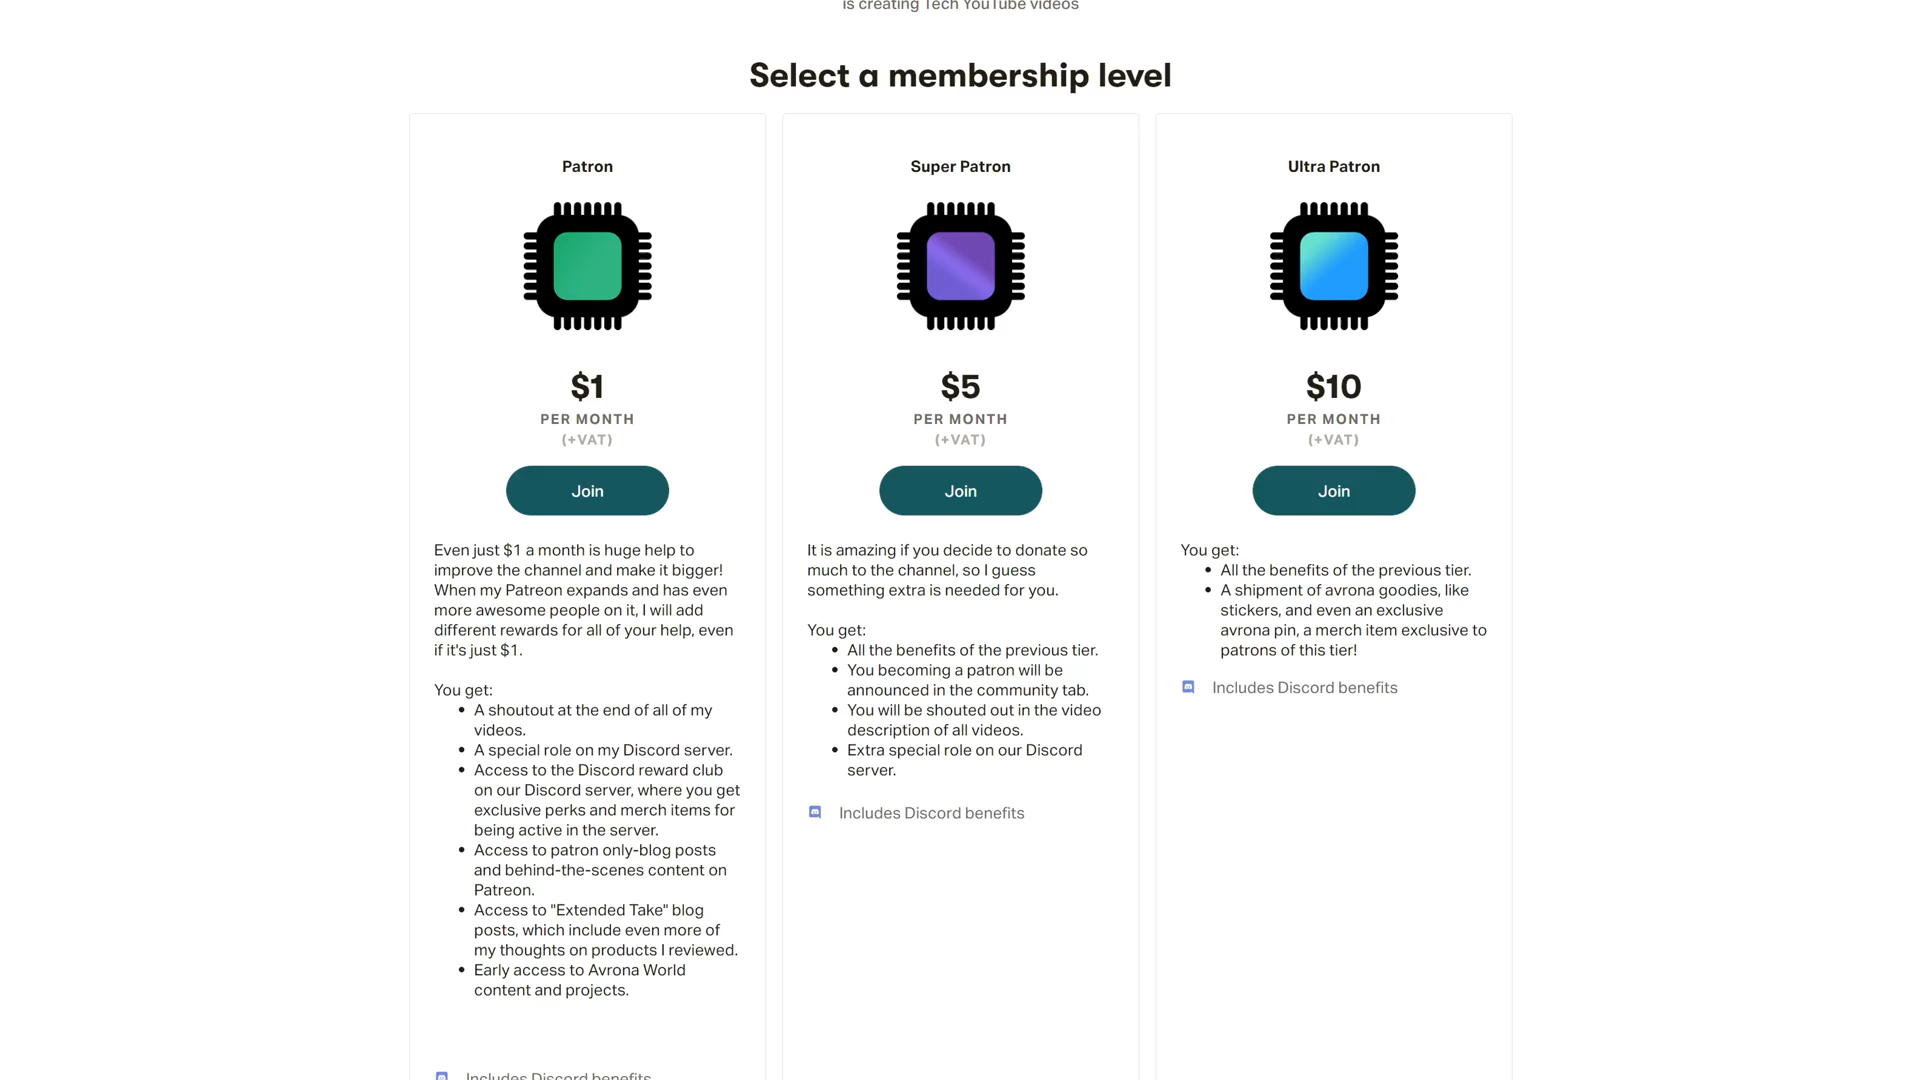 is creating Tech YouTube videos
Select a membership level
Patron
$1
PER MONTH
(+VAT)
Join
Even just $1 a month is huge help to
improve the channel and make it bigger!
When my Patreon expands and has even
more awesome people on it, I will add
different rewards for all of your help, even
if it's just $1.
You get:
• A shoutout at the end of all of my
videos.
• A special role on my Discord server.
• Access to the Discord reward club
on our Discord server, where you get
exclusive perks and merch items for
being active in the server.
• Access to patron only-blog posts
and behind-the-scenes content on
Patreon.
• Access to "Extended Take" blog
posts, which include even more of
my thoughts on products I reviewed.
• Early access to Avrona World
content and projects.
Includes Discord benefits
Super Patron
$5
PER MONTH
(+VAT)
Join
It is amazing if you decide to donate so
much to the channel, so I guess
something extra is needed for you.
You get:
• All the benefits of the previous tier.
• You becoming a patron will be
announced in the community tab.
• You will be shouted out in the video
description of all videos.
• Extra special role on our Discord
server.
Includes Discord benefits
Ultra Patron
$10
PER MONTH
(+VAT)
Join
You get:
• All the benefits of the previous tier.
• A shipment of avrona goodies, like
stickers, and even an exclusive
avrona pin, a merch item exclusive to
patrons of this tier!
Includes Discord benefits